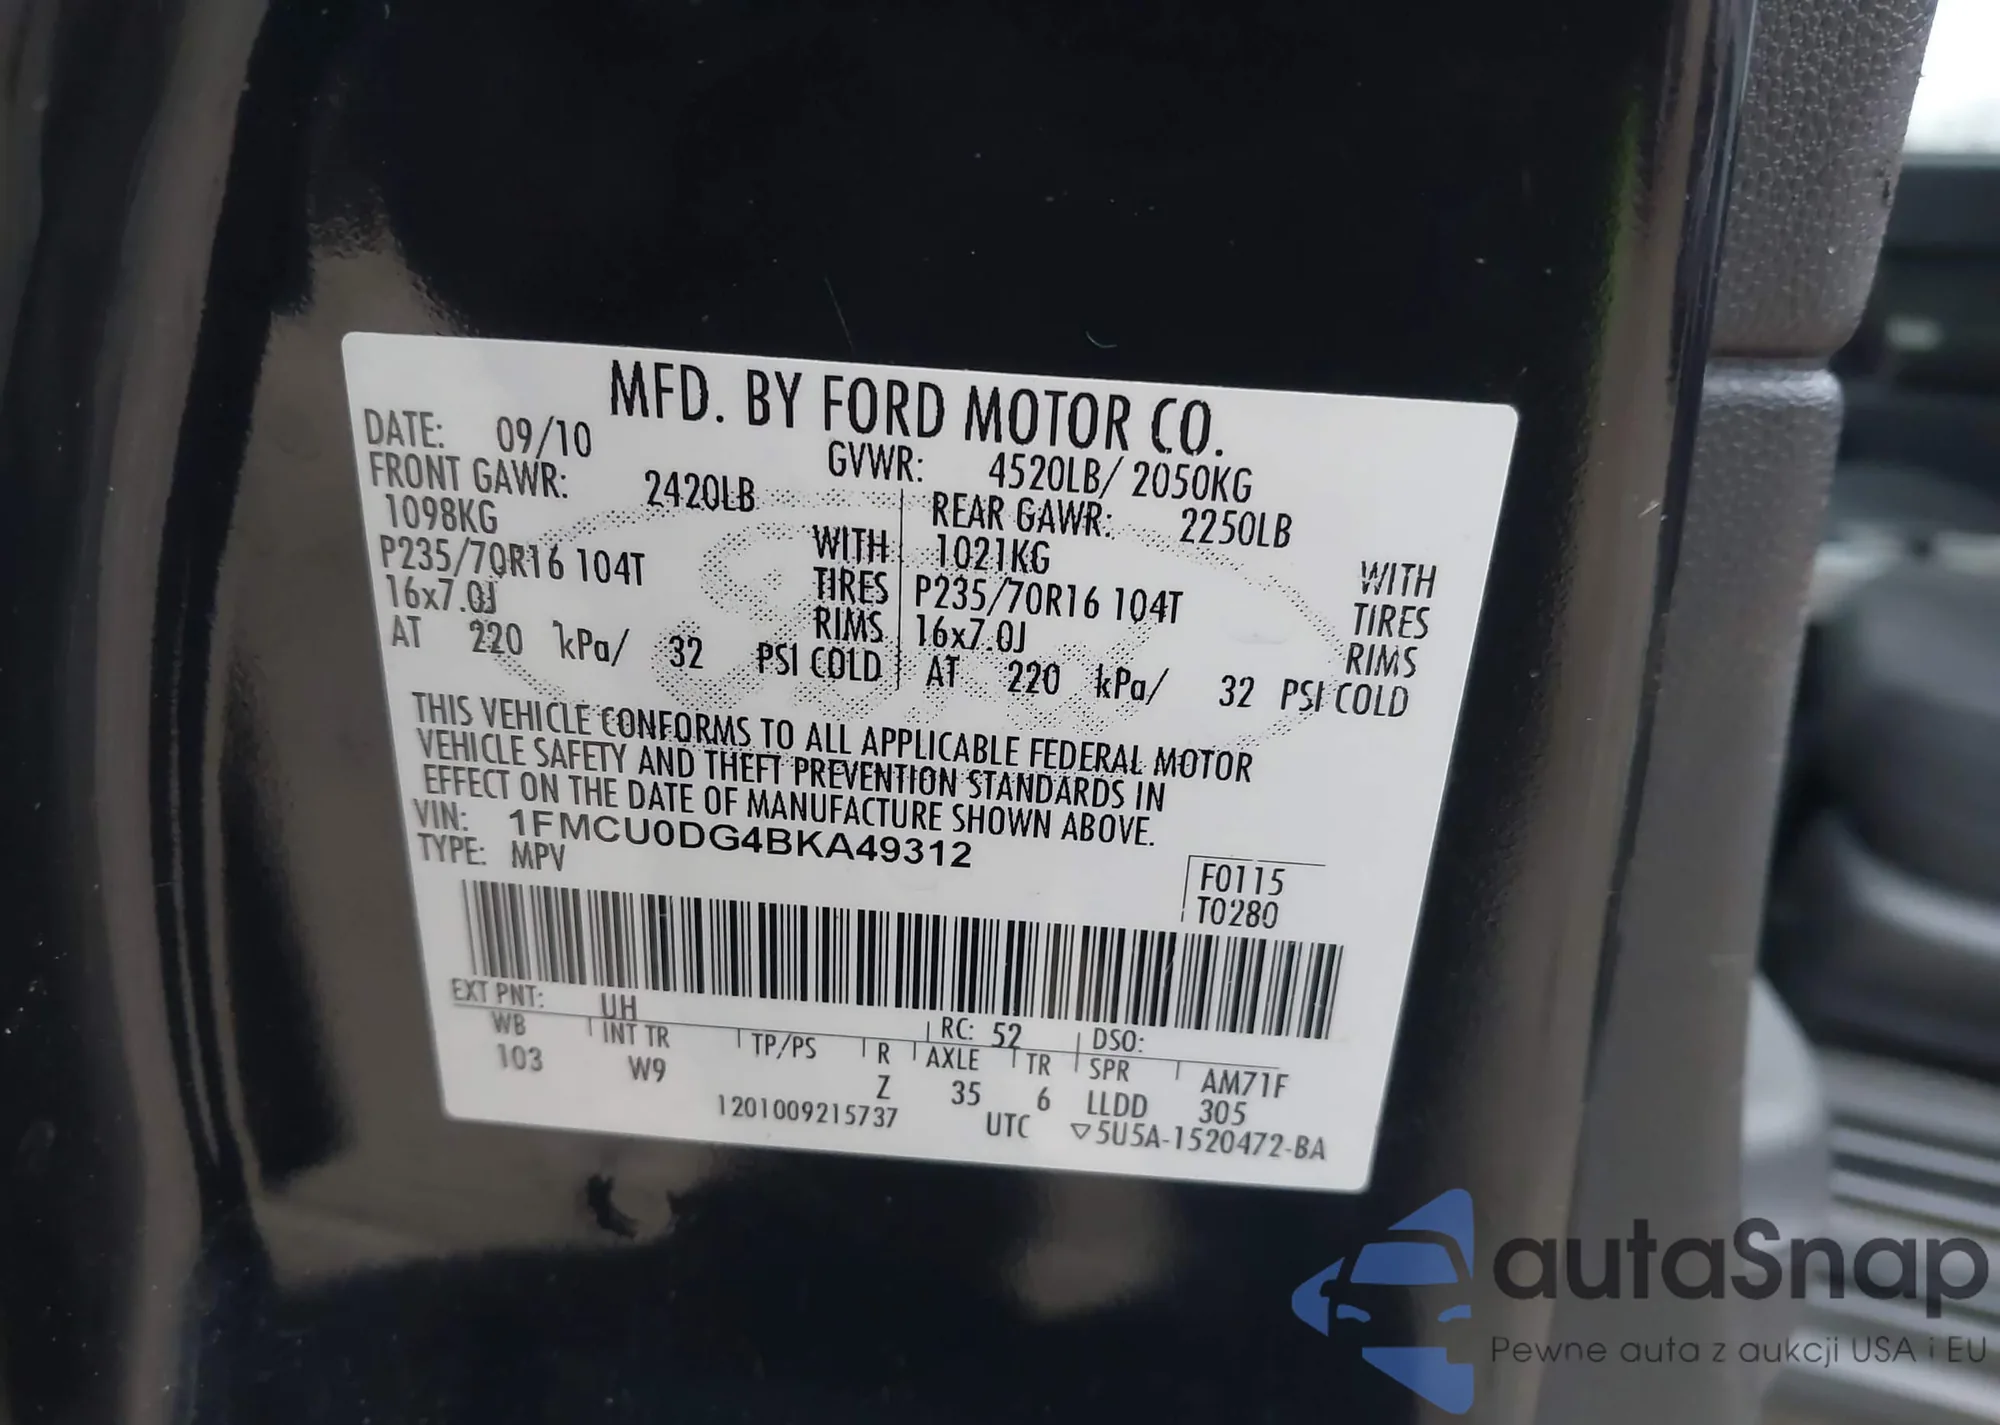 MFD. BY FORD MOTOR CO.
DATE: 09/10 GVWR: 4520LB/ 2050KG
FRONT GAWR: 2420LB REAR GAWR: 2250LB
1098KG WITH 1021KG WITH
P235/70R16 104T TIRES P235/70R16 104T TIRES
16x7.0J RIMS 16x7.0J RIMS
AT 220 kPa/ 32 PSI COLD AT 220 kPa/ 32 PSI COLD
THIS VEHICLE CONFORMS TO ALL APPLICABLE FEDERAL MOTOR
VEHICLE SAFETY AND THEFT PREVENTION STANDARDS IN
EFFECT ON THE DATE OF MANUFACTURE SHOWN ABOVE.
VIN: 1FMCU0DG4BKA49312
TYPE: MPV
F0115
T0280
EXT PNT: UH RC: 52 DSO:
WB INT TR TP/PS R AXLE TR SPR AM71F
103 W9 Z 35 6 LLDD 305
1201009215737 UTC ▽5U5A-1520472-BA
autaSnap
Pewne auta z aukcji USA i EU